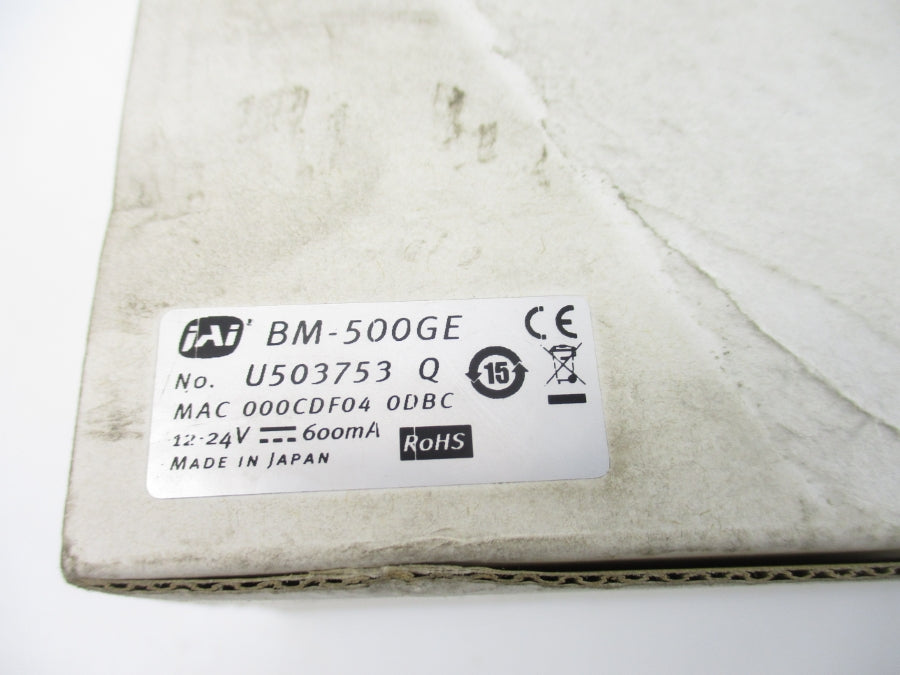 JAi BM-500GE CE
No. U503753 Q 15
MAC 000CDF04 0DBC
12-24V 600mA RoHS
MADE IN JAPAN